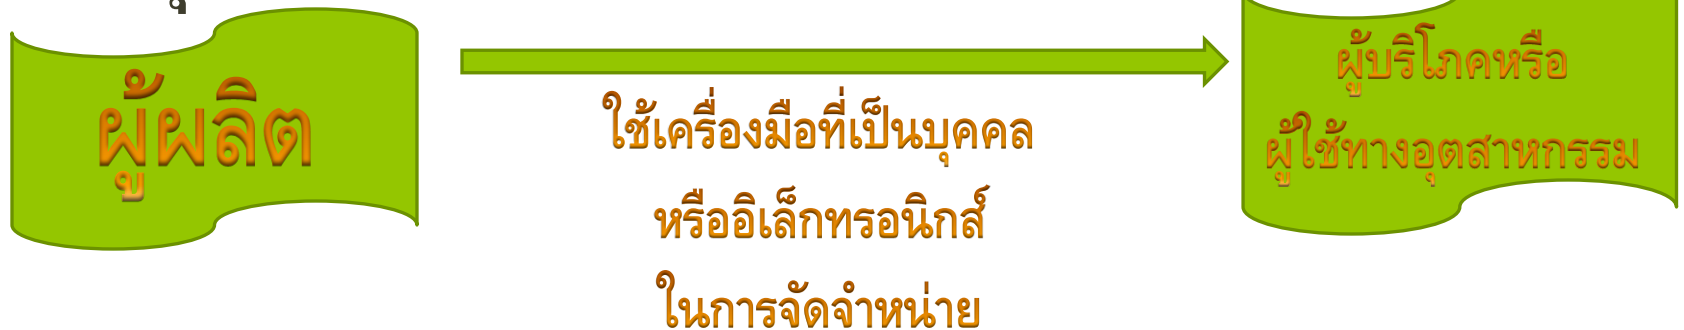 ผู้ผลิต
ใช้เครื่องมือที่เป็นบุคคล
หรืออิเล็กทรอนิกส์
ในการจัดจำหน่าย
ผู้บริโภคหรือ
ผู้ใช้ทางอุตสาหกรรม